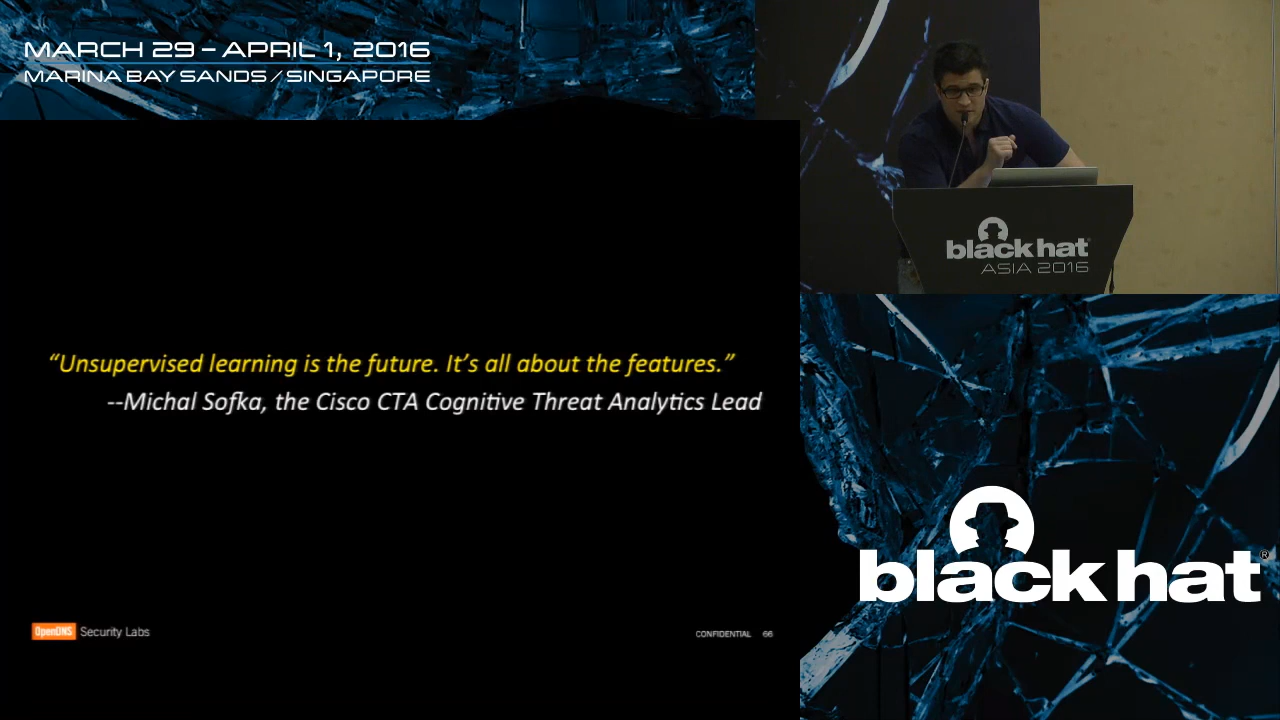 MARCH 29 – APRIL 1, 2016
MARINA BAY SANDS / SINGAPORE
black hat
ASIA 2016
“Unsupervised learning is the future. It’s all about the features.”
--Michal Sofka, the Cisco CTA Cognitive Threat Analytics Lead
black hat®
OpenDNS Security Labs
CONFIDENTIAL 66